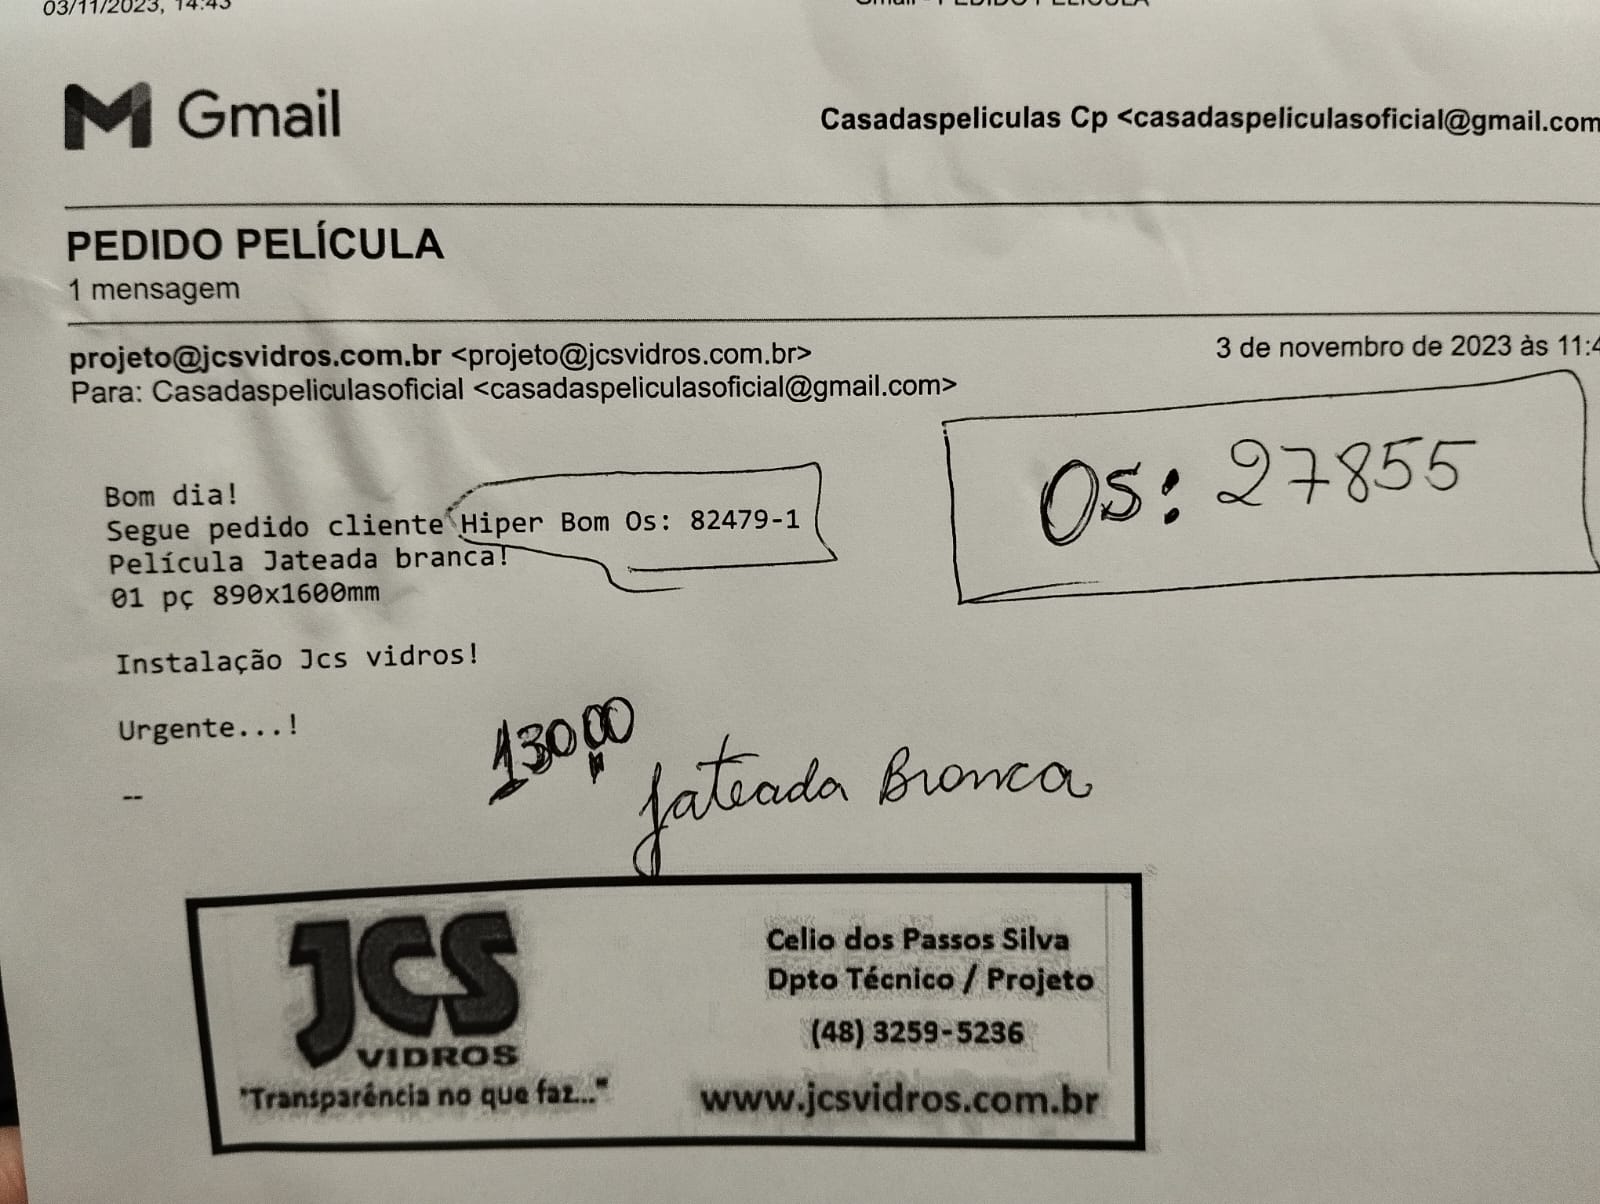 03/11/2023, 14:43
Gmail - PEDIDO PELÍCULA
Gmail
Casadaspeliculas Cp <casadaspeliculasoficial@gmail.com
PEDIDO PELÍCULA
1 mensagem
projeto@jcsvidros.com.br <projeto@jcsvidros.com.br>
3 de novembro de 2023 às 11:4
Para: Casadaspeliculasoficial <casadaspeliculasoficial@gmail.com>
Os: 27855
Bom dia!
Segue pedido cliente Hiper Bom Os: 82479-1
Película Jateada branca!
01 pç 890x1600mm
Instalação Jcs vidros!
Urgente...!
130,00
Jateada Branca
--
JCS
VIDROS
"Transparência no que faz..."
Celio dos Passos Silva
Dpto Técnico / Projeto
(48) 3259-5236
www.jcsvidros.com.br